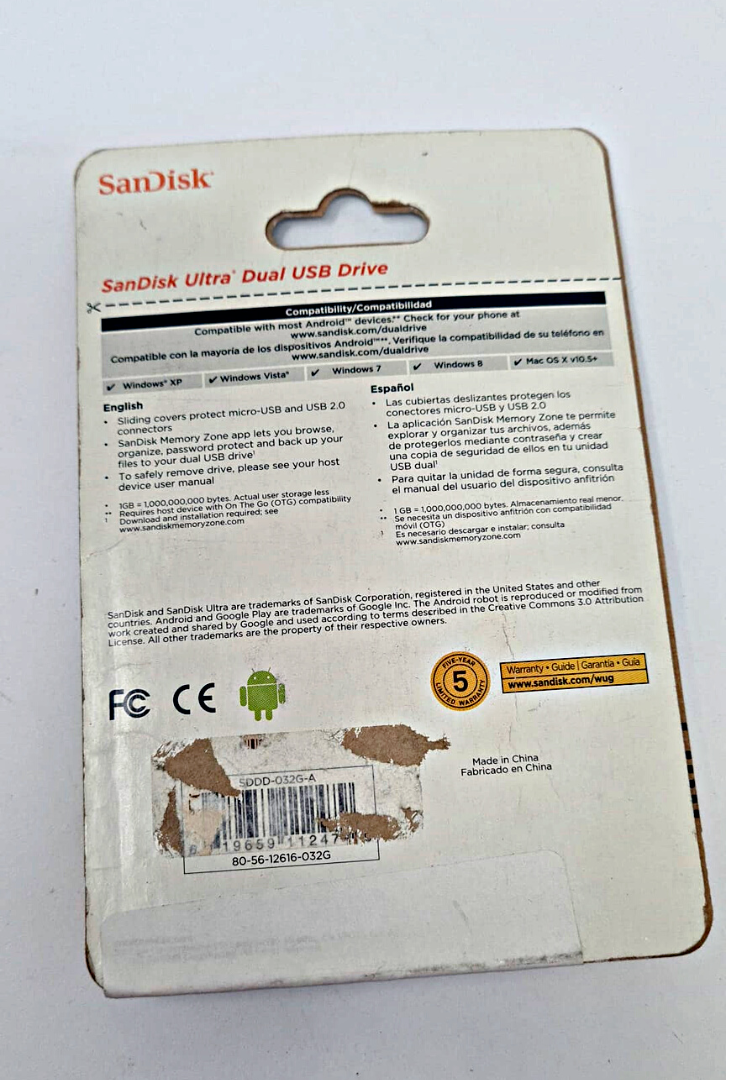 SanDisk
SanDisk Ultra® Dual USB Drive
Compatibility/Compatibilidad
Compatible with most Android™ devices.** Check for your phone at
www.sandisk.com/dualdrive
Compatible con la mayoría de los dispositivos Android™**. Verifique la compatibilidad de su teléfono en
www.sandisk.com/dualdrive
✓ Windows® XP ✓ Windows Vista® ✓ Windows 7 ✓ Windows 8 ✓ Mac OS X v10.5+
English
• Sliding covers protect micro-USB and USB 2.0
connectors
• SanDisk Memory Zone app lets you browse,
organize, password protect and back up your
files to your dual USB drive¹
• To safely remove drive, please see your host
device user manual
* 1GB = 1,000,000,000 bytes. Actual user storage less
** Requires host device with On The Go (OTG) compatibility
¹ Download and installation required; see
www.sandiskmemoryzone.com
Español
• Las cubiertas deslizantes protegen los
conectores micro-USB y USB 2.0
• La aplicación SanDisk Memory Zone te permite
explorar y organizar tus archivos, además
de protegerlos mediante contraseña y crear
una copia de seguridad de ellos en tu unidad
USB dual¹
• Para quitar la unidad de forma segura, consulta
el manual del usuario del dispositivo anfitrión
* 1 GB = 1,000,000,000 bytes. Almacenamiento real menor.
** Se necesita un dispositivo anfitrión con compatibilidad
móvil (OTG)
Es necesario descargar e instalar; consulta
www.sandiskmemoryzone.com
SanDisk and SanDisk Ultra are trademarks of SanDisk Corporation, registered in the United States and other
countries. Android and Google Play are trademarks of Google Inc. The Android robot is reproduced or modified from
work created and shared by Google and used according to terms described in the Creative Commons 3.0 Attribution
License. All other trademarks are the property of their respective owners.
FC CE
FIVE-YEAR
5
LIMITED WARRANTY
Warranty • Guide | Garantía • Guía
www.sandisk.com/wug
Made in China
Fabricado en China
SDDD-032G-A
6 19659 11247
80-56-12616-032G